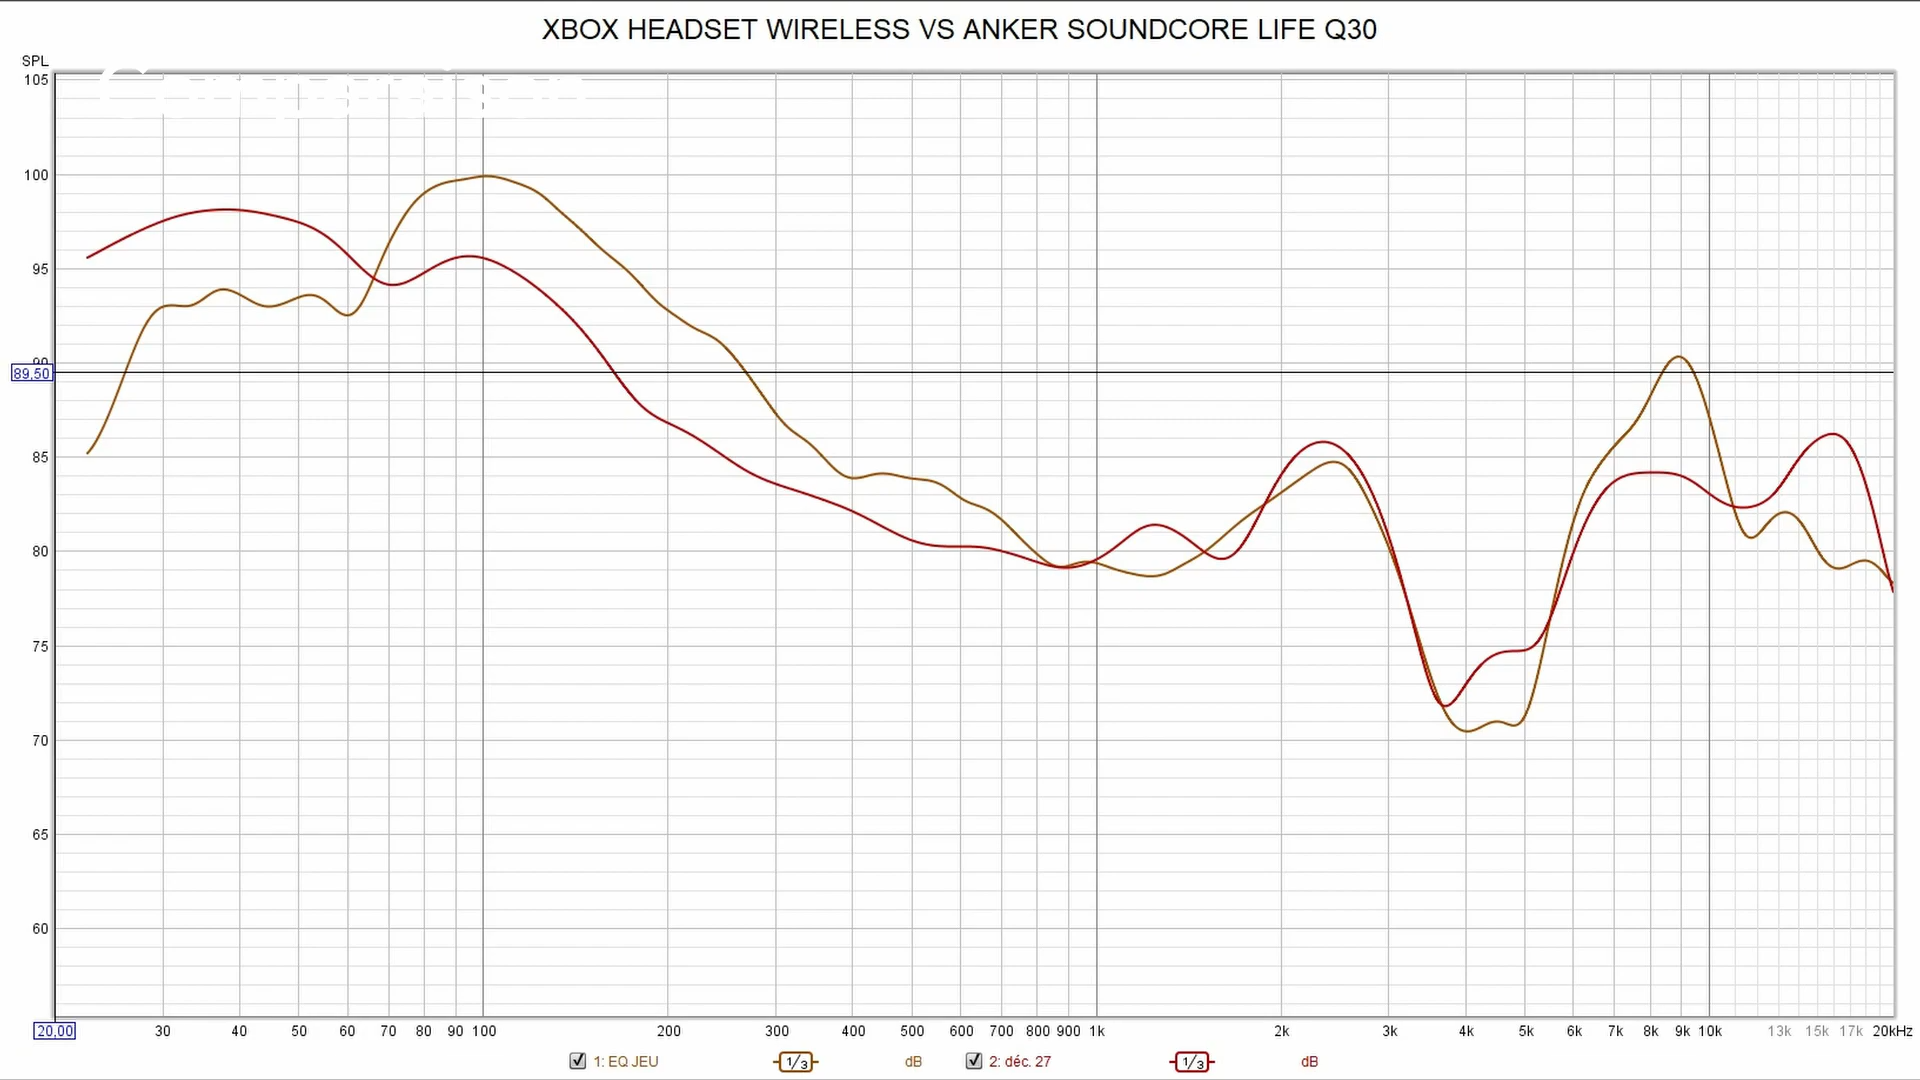 XBOX HEADSET WIRELESS VS ANKER SOUNDCORE LIFE Q30
SPL
105
100
95
90
89,50
85
80
75
70
65
60
20,00 30 40 50 60 70 80 90 100 200 300 400 500 600 700 800 900 1k 2k 3k 4k 5k 6k 7k 8k 9k 10k 13k 15k 17k 20kHz
1: EQ JEU 1/3 dB 2: déc. 27 1/3 dB